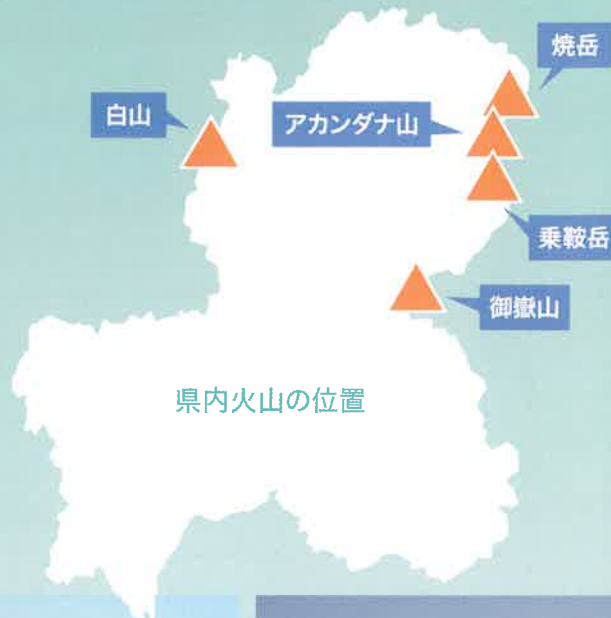 焼岳
白山
アカンダナ山
乗鞍岳
御嶽山
県内火山の位置